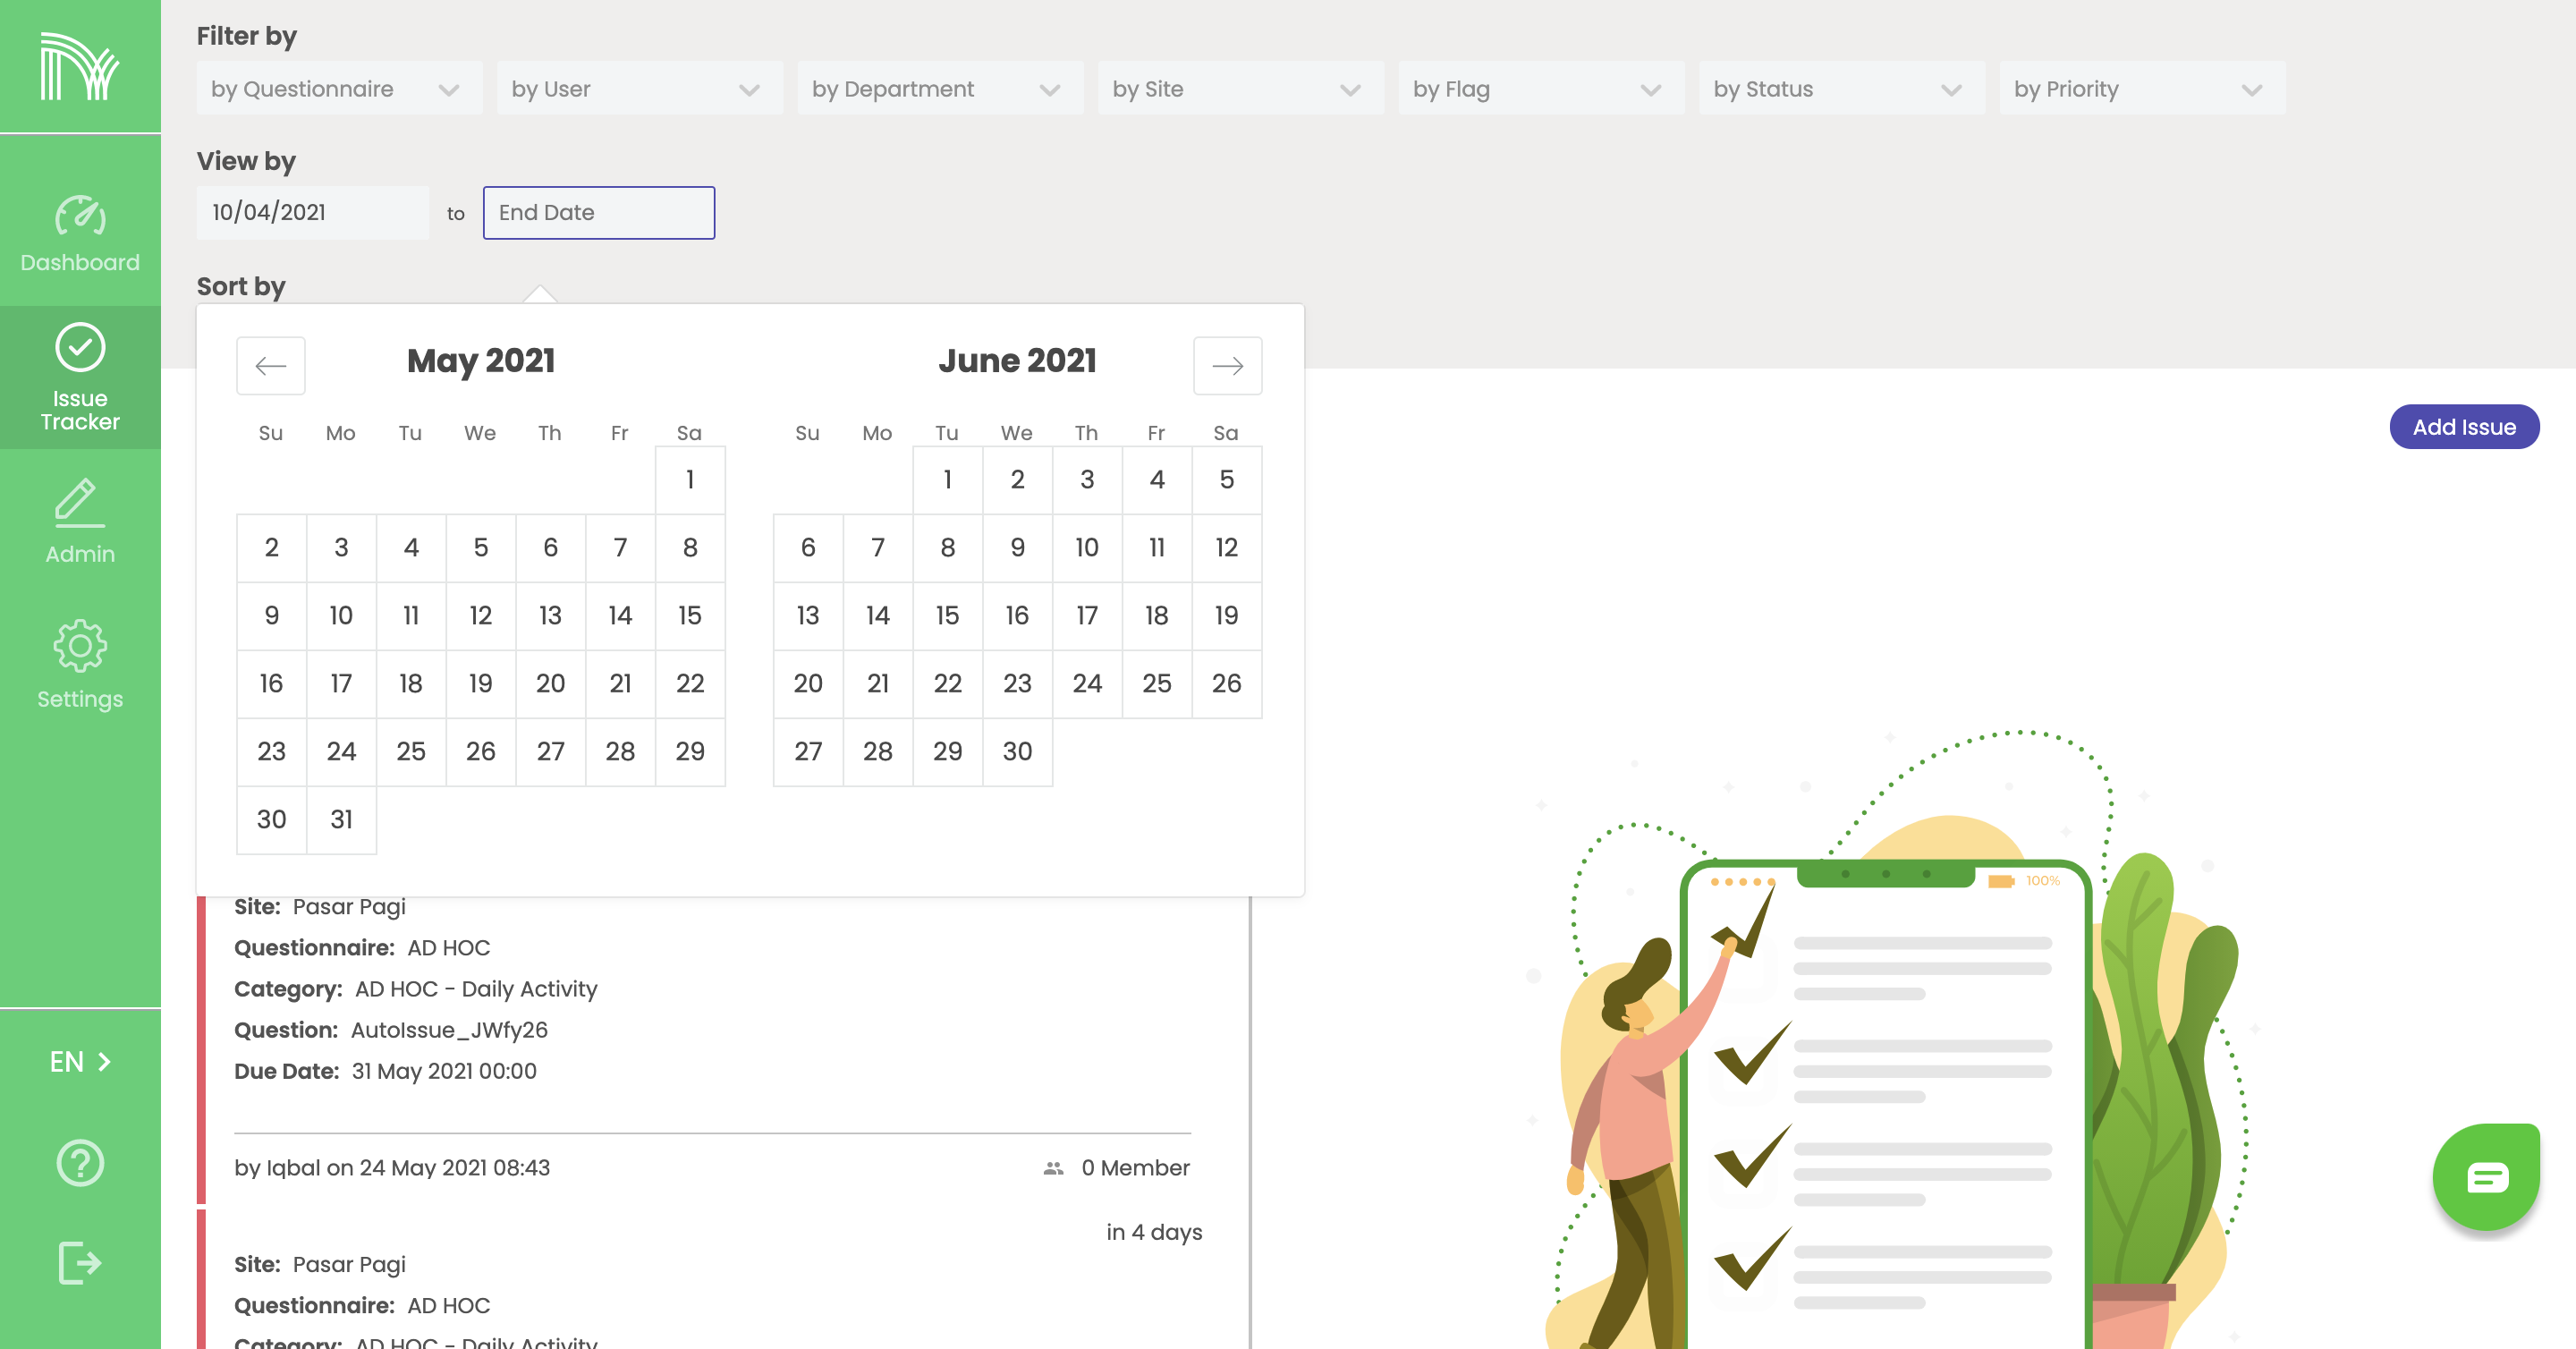 Filter by
by Questionnaire by User by Department by Site by Flag by Status by Priority
View by
10/04/2021 to End Date
Sort by
Dashboard
Issue
Tracker
Admin
Settings
EN
May 2021
Su Mo Tu We Th Fr Sa
1
2 3 4 5 6 7 8
9 10 11 12 13 14 15
16 17 18 19 20 21 22
23 24 25 26 27 28 29
30 31
June 2021
Su Mo Tu We Th Fr Sa
1 2 3 4 5
6 7 8 9 10 11 12
13 14 15 16 17 18 19
20 21 22 23 24 25 26
27 28 29 30
Add Issue
Site: Pasar Pagi
Questionnaire: AD HOC
Category: AD HOC - Daily Activity
Question: AutoIssue_JWfy26
Due Date: 31 May 2021 00:00
by Iqbal on 24 May 2021 08:43 0 Member
in 4 days
Site: Pasar Pagi
Questionnaire: AD HOC
Category: AD HOC - Daily Activity
100%